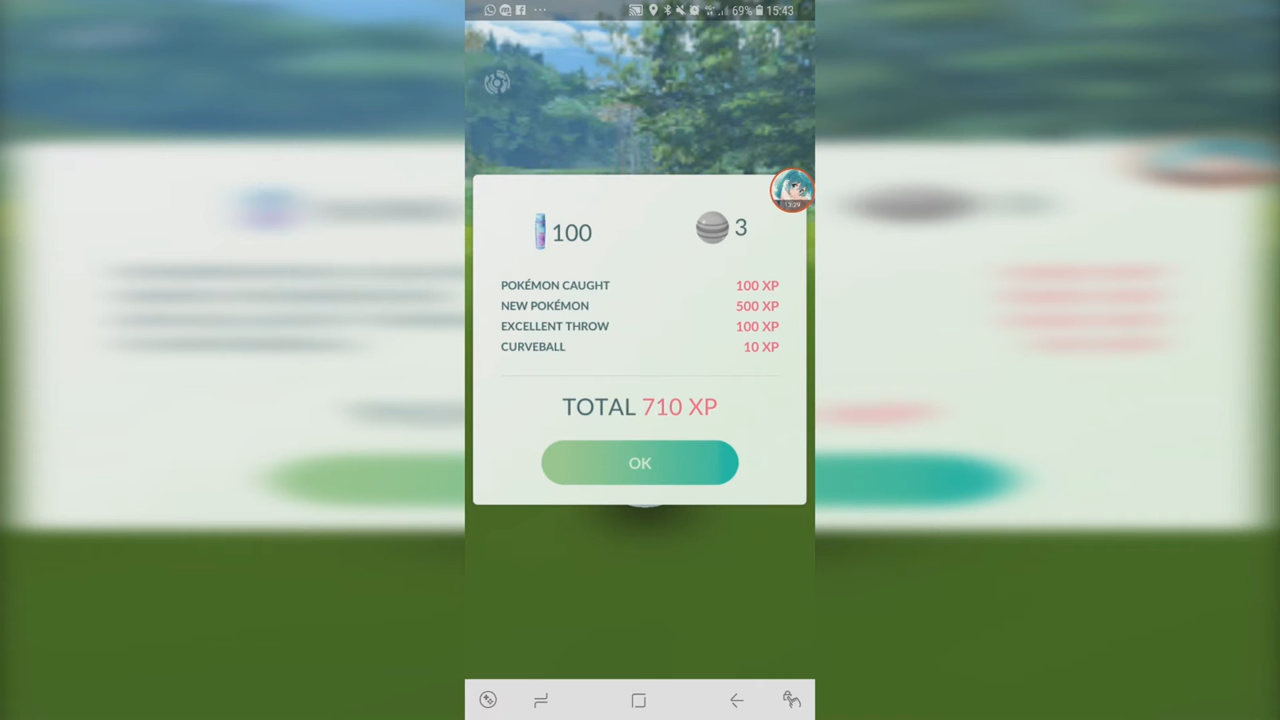 69% 15:43
100 3
POKÉMON CAUGHT 100 XP
NEW POKÉMON 500 XP
EXCELLENT THROW 100 XP
CURVEBALL 10 XP
TOTAL 710 XP
OK